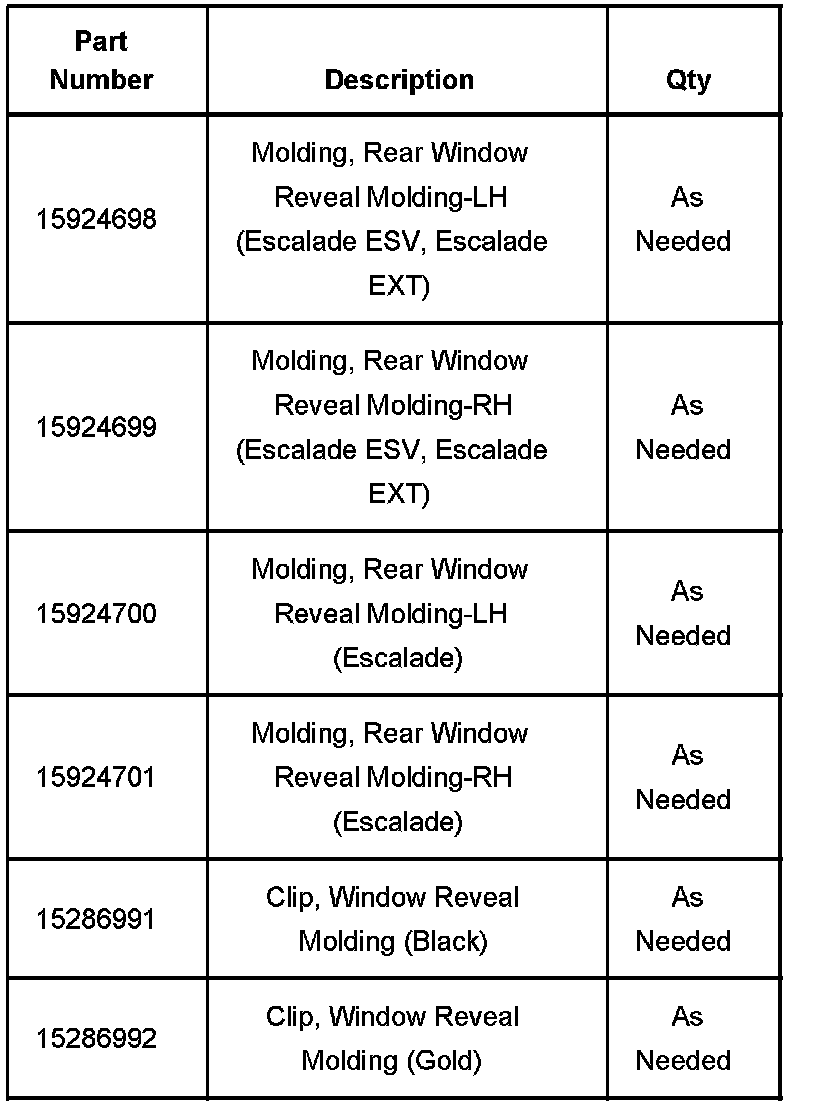 Part
Number
Description
Qty
15924698
Molding, Rear Window
Reveal Molding-LH
(Escalade ESV, Escalade
EXT)
As
Needed
15924699
Molding, Rear Window
Reveal Molding-RH
(Escalade ESV, Escalade
EXT)
As
Needed
15924700
Molding, Rear Window
Reveal Molding-LH
(Escalade)
As
Needed
15924701
Molding, Rear Window
Reveal Molding-RH
(Escalade)
As
Needed
15286991
Clip, Window Reveal
Molding (Black)
As
Needed
15286992
Clip, Window Reveal
Molding (Gold)
As
Needed